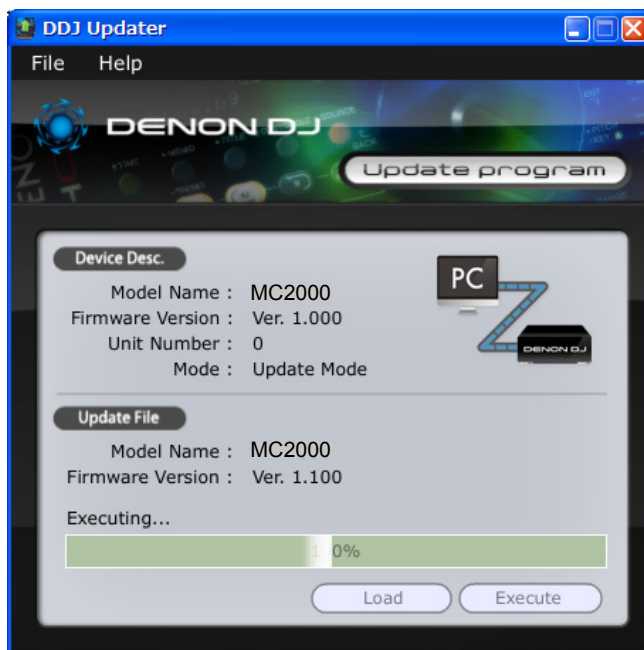 DDJ Updater
File Help
DENON DJ
Update program
Device Desc.
PC
Model Name : MC2000
Firmware Version : Ver. 1.000
DENON DJ
Unit Number : 0
Mode : Update Mode
Update File
Model Name : MC2000
Firmware Version : Ver. 1.100
Executing...
Load Execute